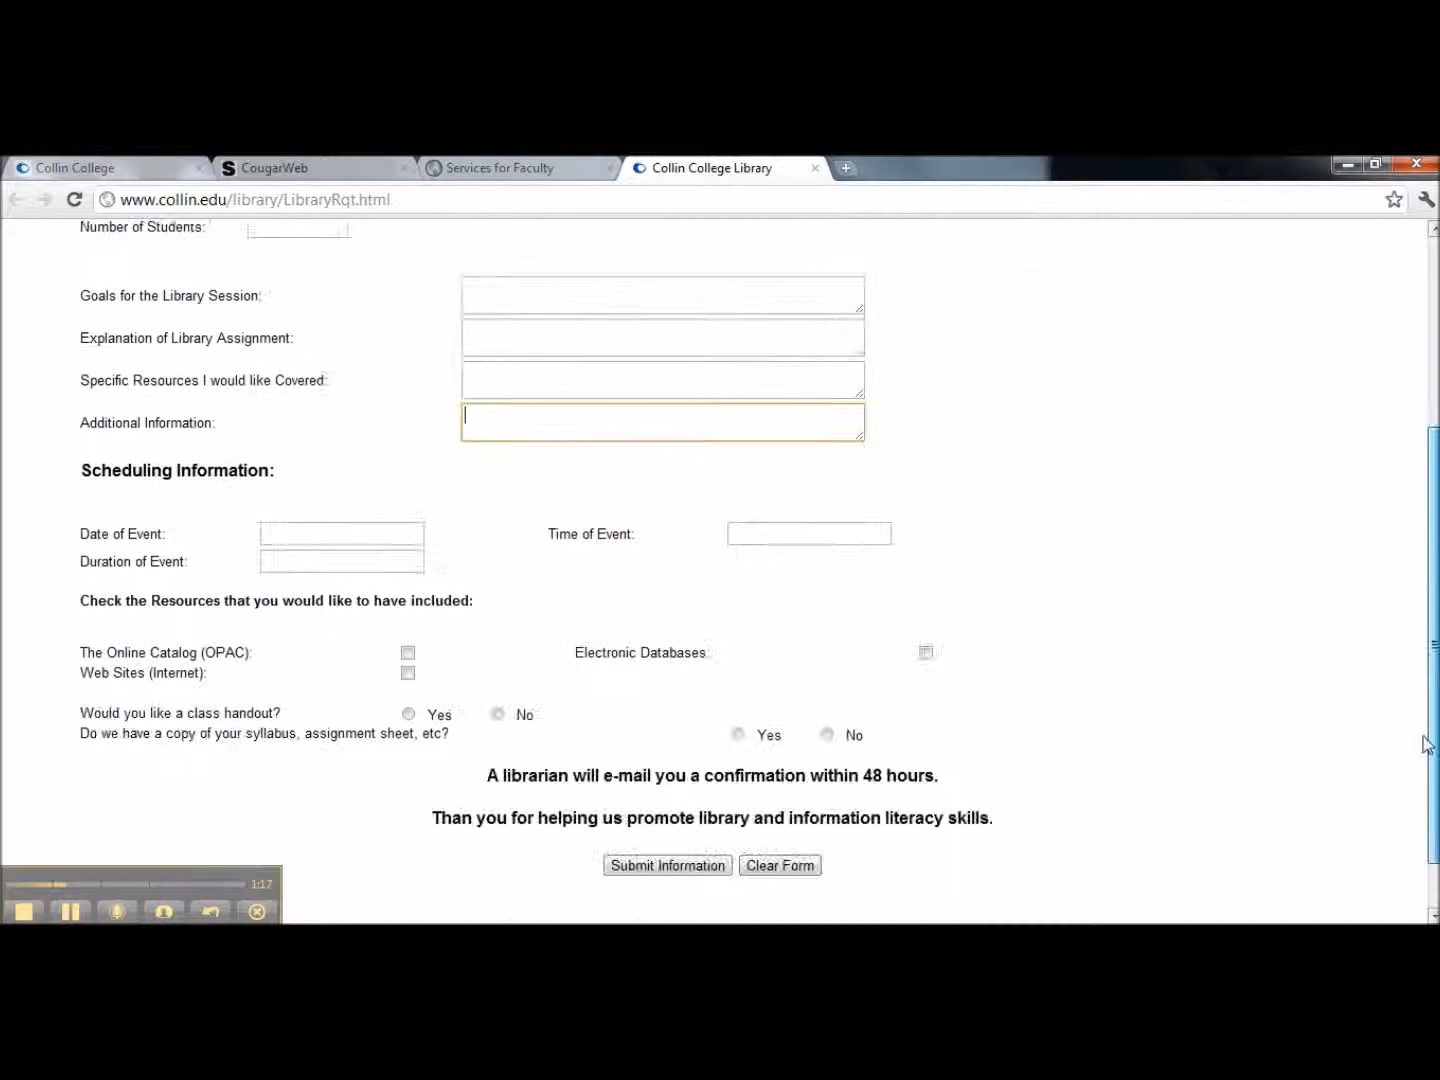 Collin College
CougarWeb
Services for Faculty
Collin College Library
www.collin.edu/library/LibraryRqt.html
Number of Students:
Goals for the Library Session:
Explanation of Library Assignment:
Specific Resources I would like Covered:
Additional Information:
Scheduling Information:
Date of Event: Time of Event:
Duration of Event:
Check the Resources that you would like to have included:
The Online Catalog (OPAC): Electronic Databases
Web Sites (Internet):
Would you like a class handout? Yes No
Do we have a copy of your syllabus, assignment sheet, etc? Yes No
A librarian will e-mail you a confirmation within 48 hours.
Than you for helping us promote library and information literacy skills.
Submit Information Clear Form
1:17